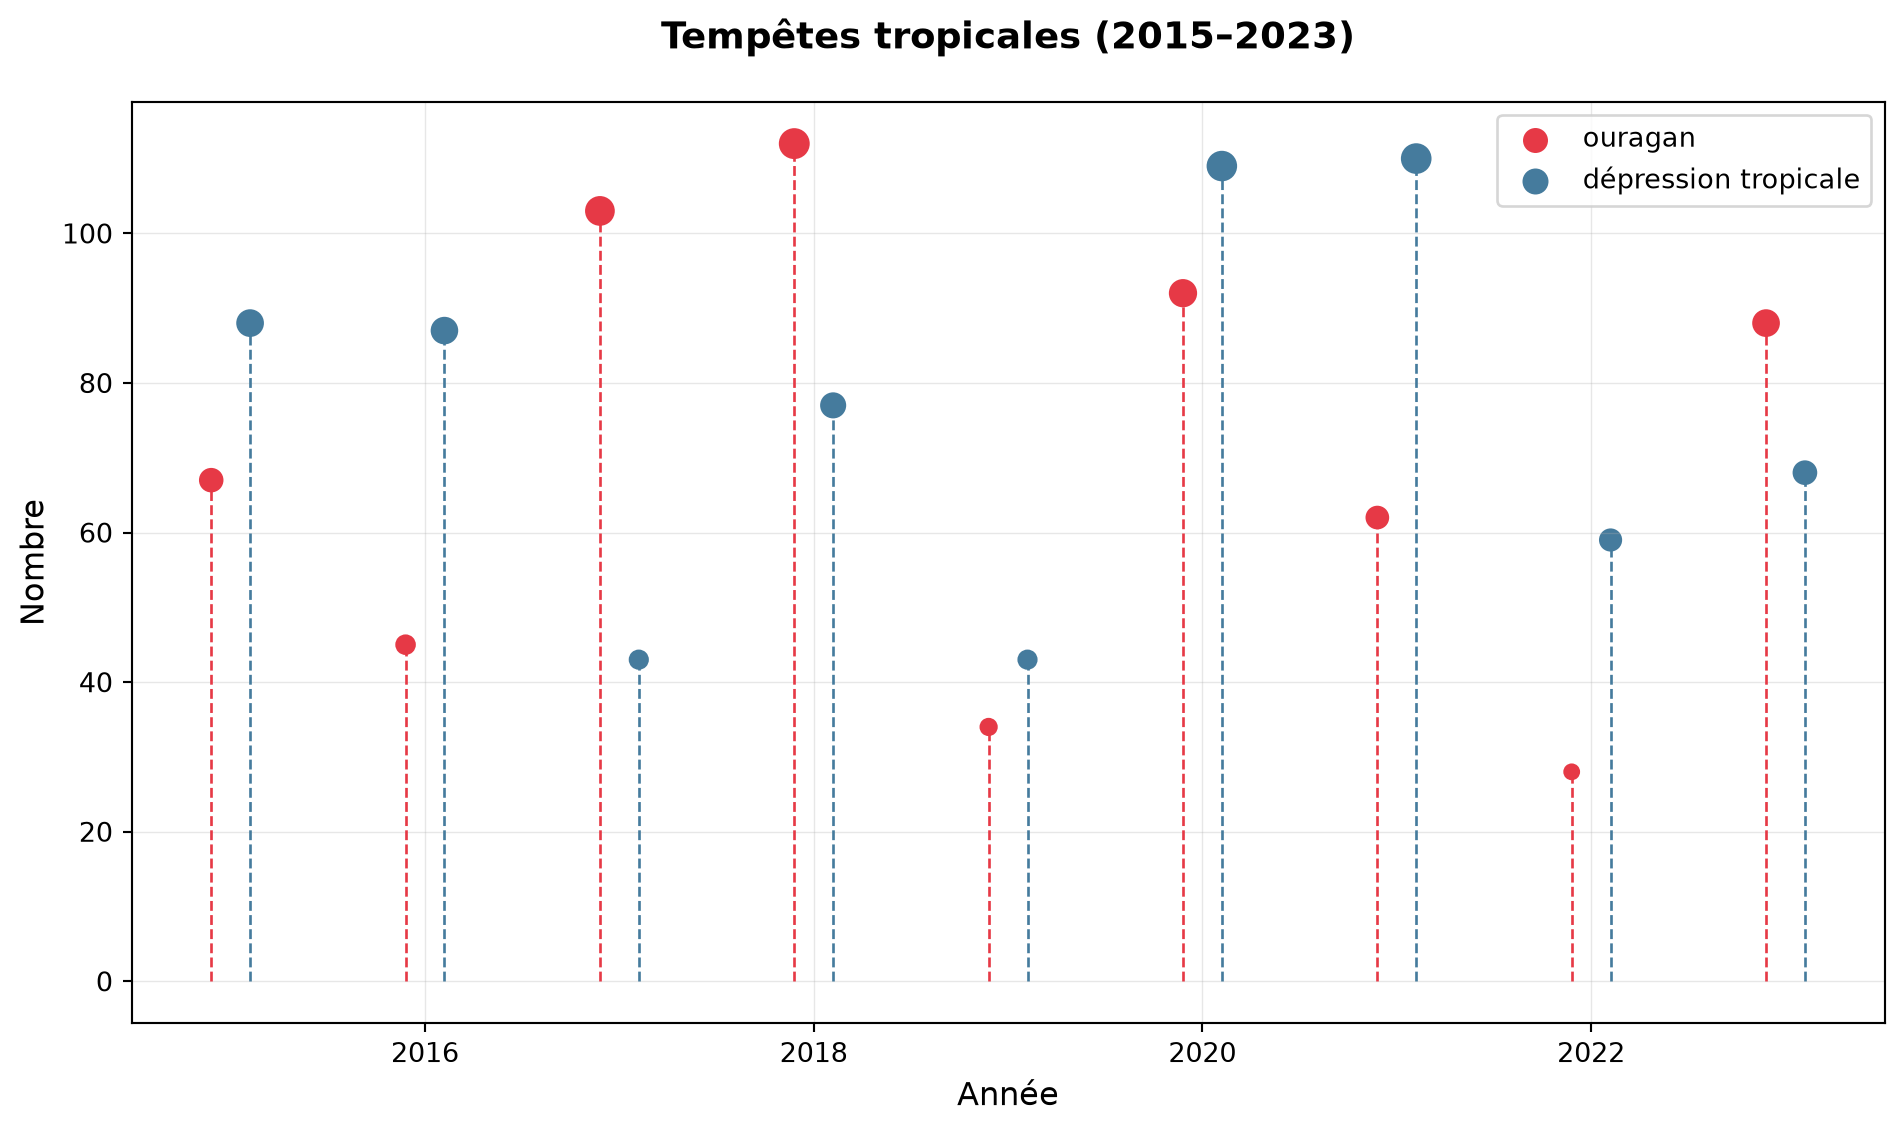 Tempêtes tropicales (2015–2023)
ouragan
dépression tropicale
100
80
60
40
20
0
Nombre
2016
2018
2020
2022
Année